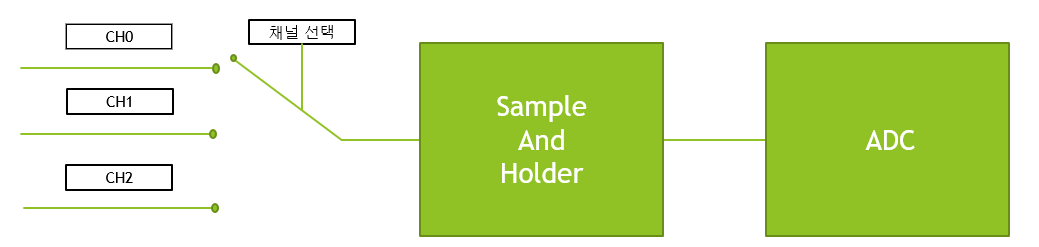 CH0
채널 선택
CH1
CH2
Sample
And
Holder
ADC